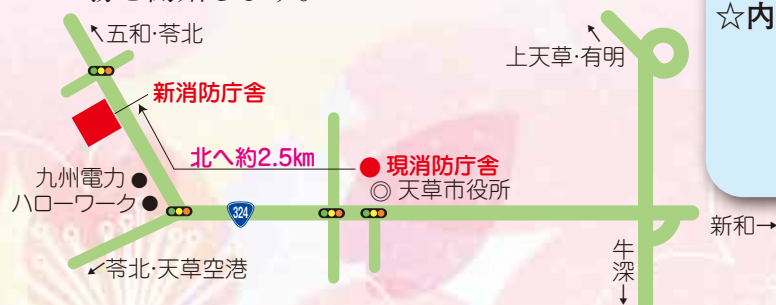 ↖五和･苓北
☆内
上天草･有明
新消防庁舎
北へ約2.5km
現消防庁舎
九州電力
◎ 天草市役所
ハローワーク
324
新和→
牛深↓
↙苓北･天草空港